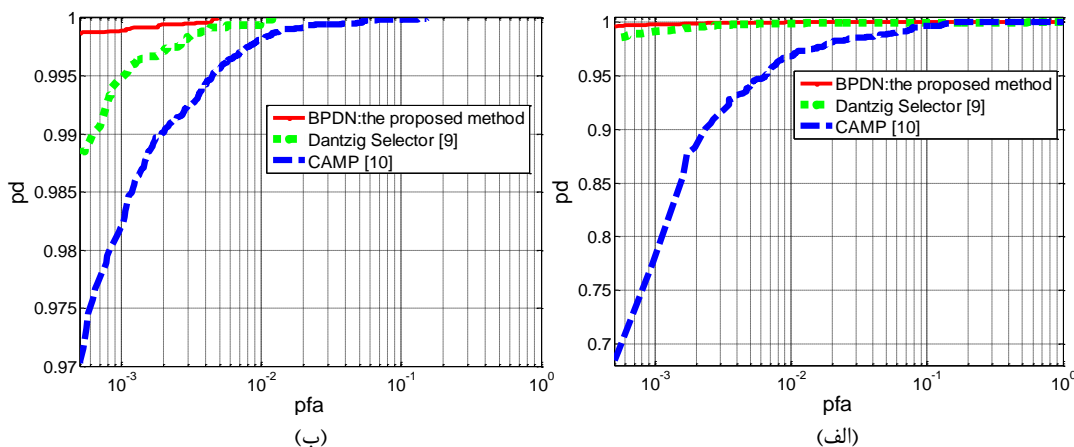 1
0.995
0.99
0.985
0.98
0.975
0.97
pd
10^-3
10^-2
10^-1
10^0
pfa
BPDN:the proposed method
Dantzig Selector [9]
CAMP [10]
(ب)
1
0.95
0.9
0.85
0.8
0.75
0.7
pd
10^-3
10^-2
10^-1
10^0
pfa
BPDN:the proposed method
Dantzig Selector [9]
CAMP [10]
(الف)